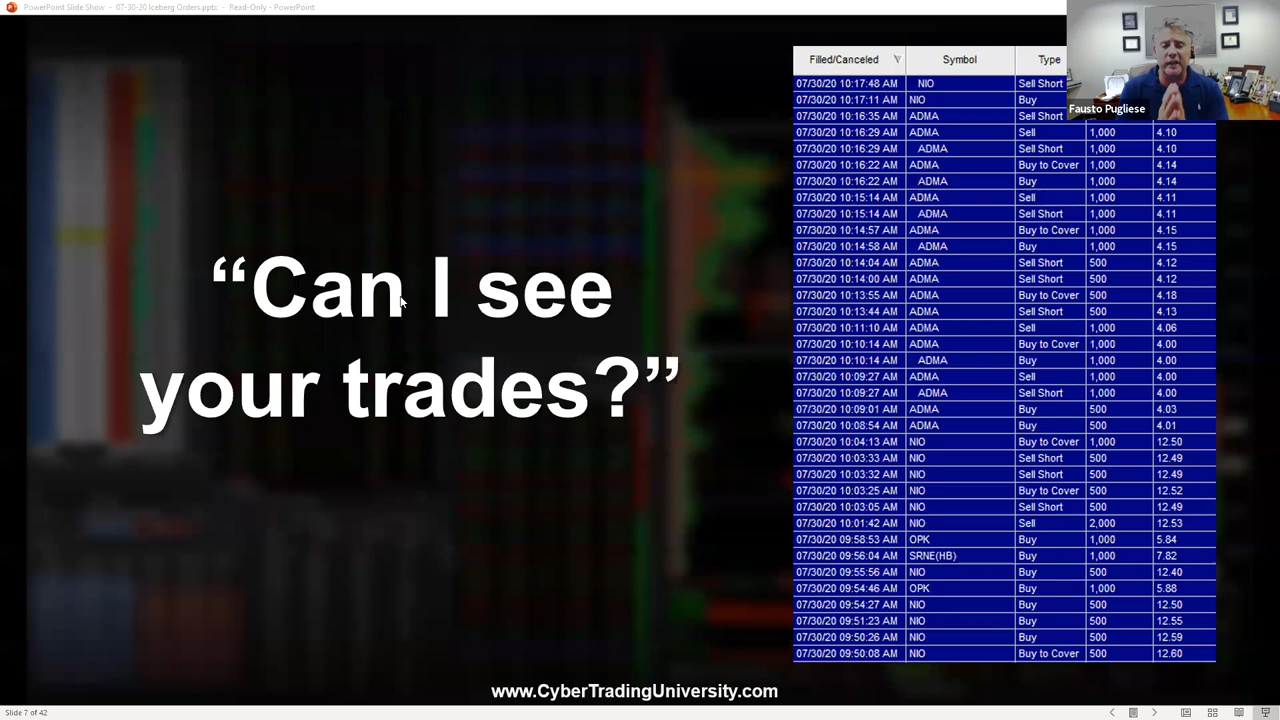 PowerPoint Slide Show - 07-30-20 Iceberg Orders.pptx - Read-Only - PowerPoint
Filled/Canceled Symbol Type
Fausto Pugliese
07/30/20 10:17:48 AM NIO Sell Short
07/30/20 10:17:11 AM NIO Buy
07/30/20 10:16:35 AM ADMA Sell Short
07/30/20 10:16:29 AM ADMA Sell 1,000 4.10
07/30/20 10:16:29 AM ADMA Sell Short 1,000 4.10
07/30/20 10:16:22 AM ADMA Buy to Cover 1,000 4.14
07/30/20 10:16:22 AM ADMA Buy 1,000 4.14
07/30/20 10:15:14 AM ADMA Sell 1,000 4.11
07/30/20 10:15:14 AM ADMA Sell Short 1,000 4.11
07/30/20 10:14:57 AM ADMA Buy to Cover 1,000 4.15
07/30/20 10:14:58 AM ADMA Buy 1,000 4.15
07/30/20 10:14:04 AM ADMA Sell Short 500 4.12
07/30/20 10:14:00 AM ADMA Sell Short 500 4.12
07/30/20 10:13:55 AM ADMA Buy to Cover 500 4.18
07/30/20 10:13:44 AM ADMA Sell Short 500 4.13
07/30/20 10:11:10 AM ADMA Sell 1,000 4.06
07/30/20 10:10:14 AM ADMA Buy to Cover 1,000 4.00
07/30/20 10:10:14 AM ADMA Buy 1,000 4.00
07/30/20 10:09:27 AM ADMA Sell 1,000 4.00
07/30/20 10:09:27 AM ADMA Sell Short 1,000 4.00
07/30/20 10:09:01 AM ADMA Buy 500 4.03
07/30/20 10:08:54 AM ADMA Buy 500 4.01
07/30/20 10:04:13 AM NIO Buy to Cover 1,000 12.50
07/30/20 10:03:33 AM NIO Sell Short 500 12.49
07/30/20 10:03:32 AM NIO Sell Short 500 12.49
07/30/20 10:03:25 AM NIO Buy to Cover 500 12.52
07/30/20 10:03:05 AM NIO Sell Short 500 12.49
07/30/20 10:01:42 AM NIO Sell 2,000 12.53
07/30/20 09:58:53 AM OPK Buy 1,000 5.84
07/30/20 09:56:04 AM SRNE(HB) Buy 1,000 7.82
07/30/20 09:55:56 AM NIO Buy 500 12.40
07/30/20 09:54:46 AM OPK Buy 1,000 5.88
07/30/20 09:54:27 AM NIO Buy 500 12.50
07/30/20 09:51:23 AM NIO Buy 500 12.55
07/30/20 09:50:26 AM NIO Buy 500 12.59
07/30/20 09:50:08 AM NIO Buy to Cover 500 12.60
“Can I see
your trades?”
www.CyberTradingUniversity.com
Slide 7 of 42